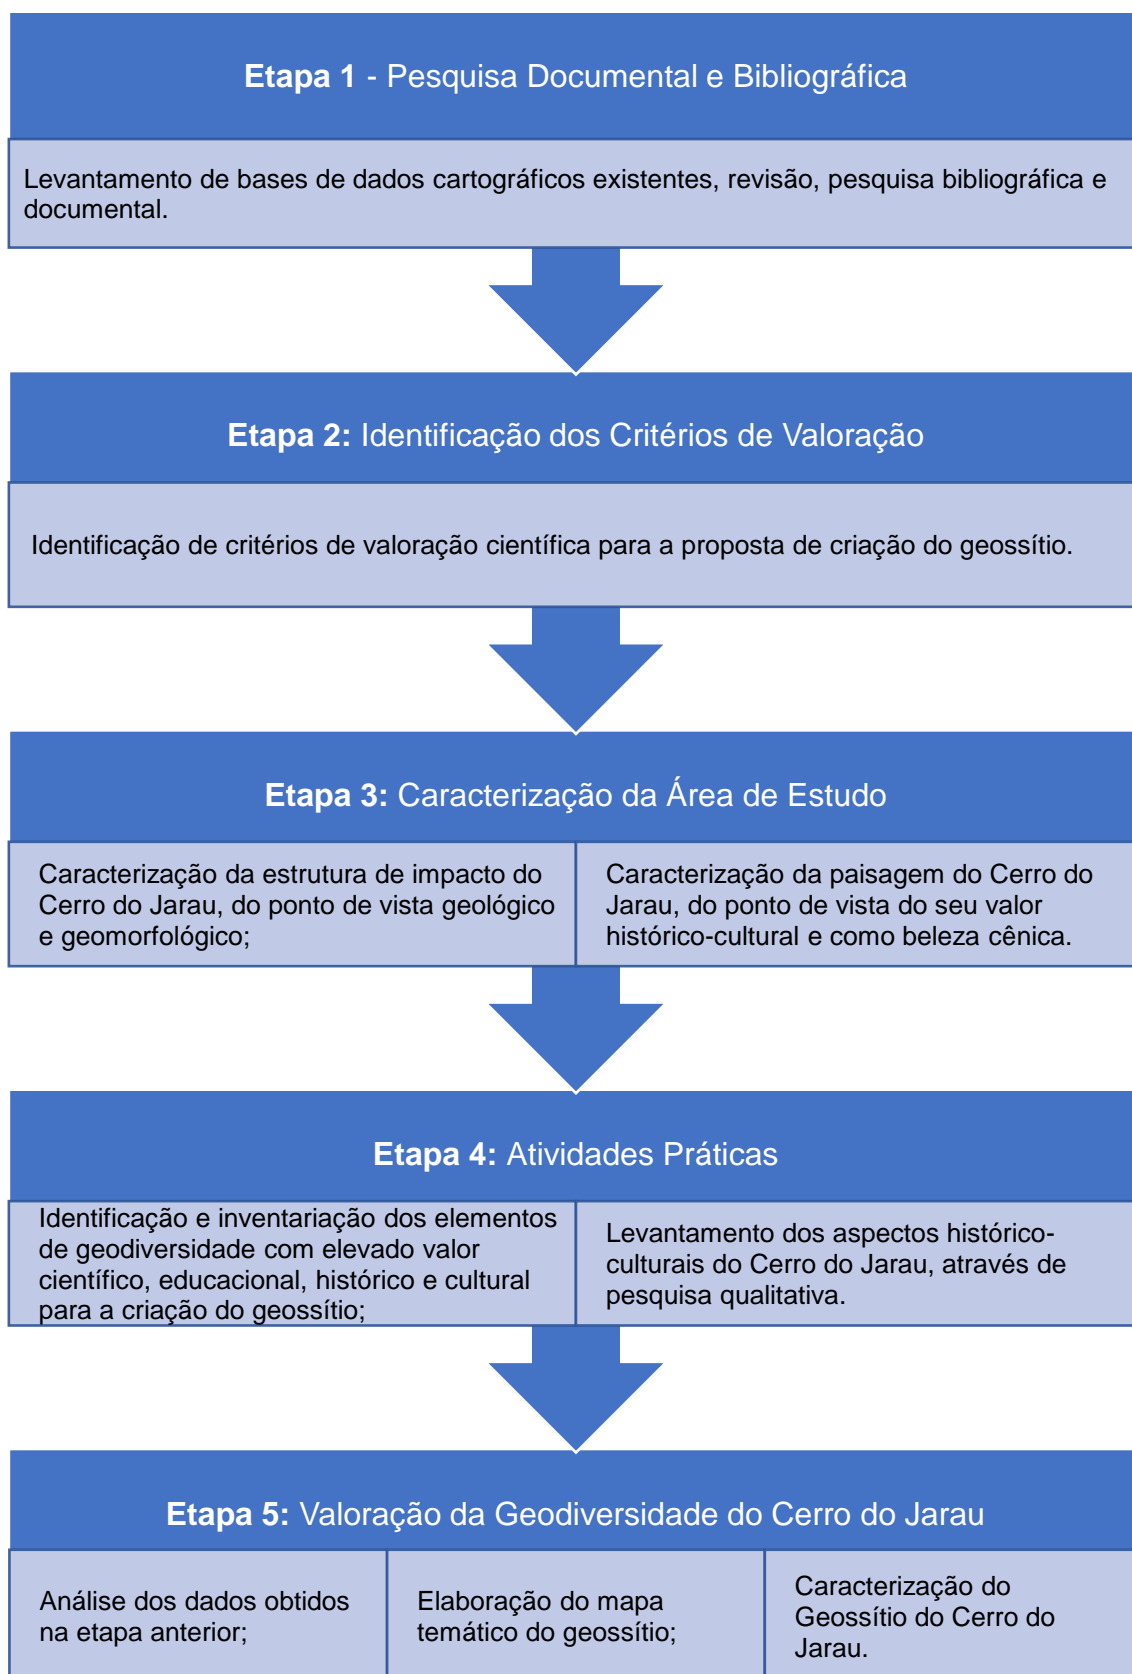 Etapa 1 - Pesquisa Documental e Bibliográfica
Levantamento de bases de dados cartográficos existentes, revisão, pesquisa bibliográfica e
documental.
Etapa 2: Identificação dos Critérios de Valoração
Identificação de critérios de valoração científica para a proposta de criação do geossítio.
Etapa 3: Caracterização da Área de Estudo
Caracterização da estrutura de impacto do
Cerro do Jarau, do ponto de vista geológico
e geomorfológico;
Caracterização da paisagem do Cerro do
Jarau, do ponto de vista do seu valor
histórico-cultural e como beleza cênica.
Etapa 4: Atividades Práticas
Identificação e inventariação dos elementos
de geodiversidade com elevado valor
científico, educacional, histórico e cultural
para a criação do geossítio;
Levantamento dos aspectos histórico-
culturais do Cerro do Jarau, através de
pesquisa qualitativa.
Etapa 5: Valoração da Geodiversidade do Cerro do Jarau
Análise dos dados obtidos
na etapa anterior;
Elaboração do mapa
temático do geossítio;
Caracterização do
Geossítio do Cerro do
Jarau.